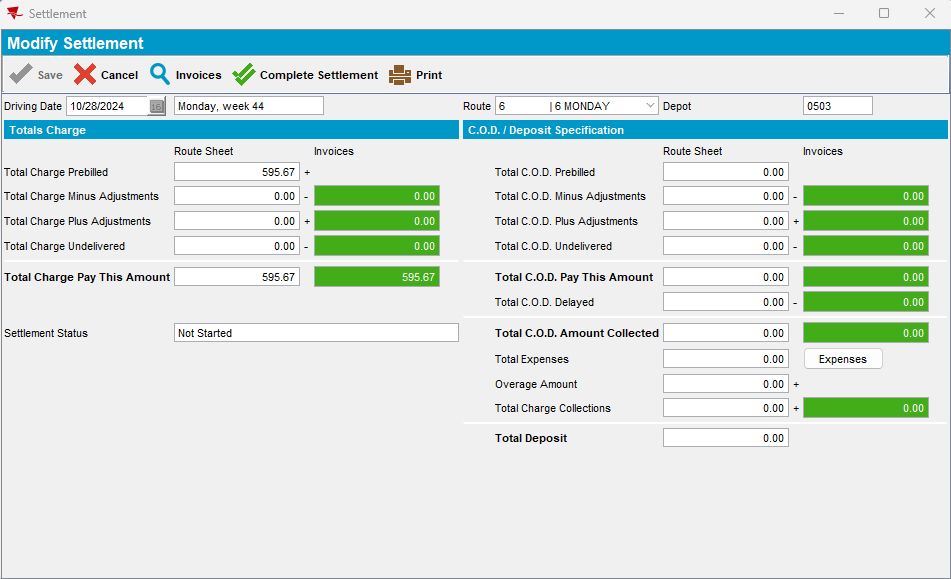 Settlement
Modify Settlement
Save Cancel Invoices Complete Settlement Print
Driving Date 10/28/2024 16 Monday, week 44 Route 6 | 6 MONDAY Depot 0503
Totals Charge
Route Sheet Invoices
Total Charge Prebilled 595.67 +
Total Charge Minus Adjustments 0.00 - 0.00
Total Charge Plus Adjustments 0.00 + 0.00
Total Charge Undelivered 0.00 - 0.00
Total Charge Pay This Amount 595.67 595.67
Settlement Status Not Started
C.O.D. / Deposit Specification
Route Sheet Invoices
Total C.O.D. Prebilled 0.00
Total C.O.D. Minus Adjustments 0.00 - 0.00
Total C.O.D. Plus Adjustments 0.00 + 0.00
Total C.O.D. Undelivered 0.00 - 0.00
Total C.O.D. Pay This Amount 0.00 0.00
Total C.O.D. Delayed 0.00 - 0.00
Total C.O.D. Amount Collected 0.00 0.00
Total Expenses 0.00 Expenses
Overage Amount 0.00 +
Total Charge Collections 0.00 + 0.00
Total Deposit 0.00